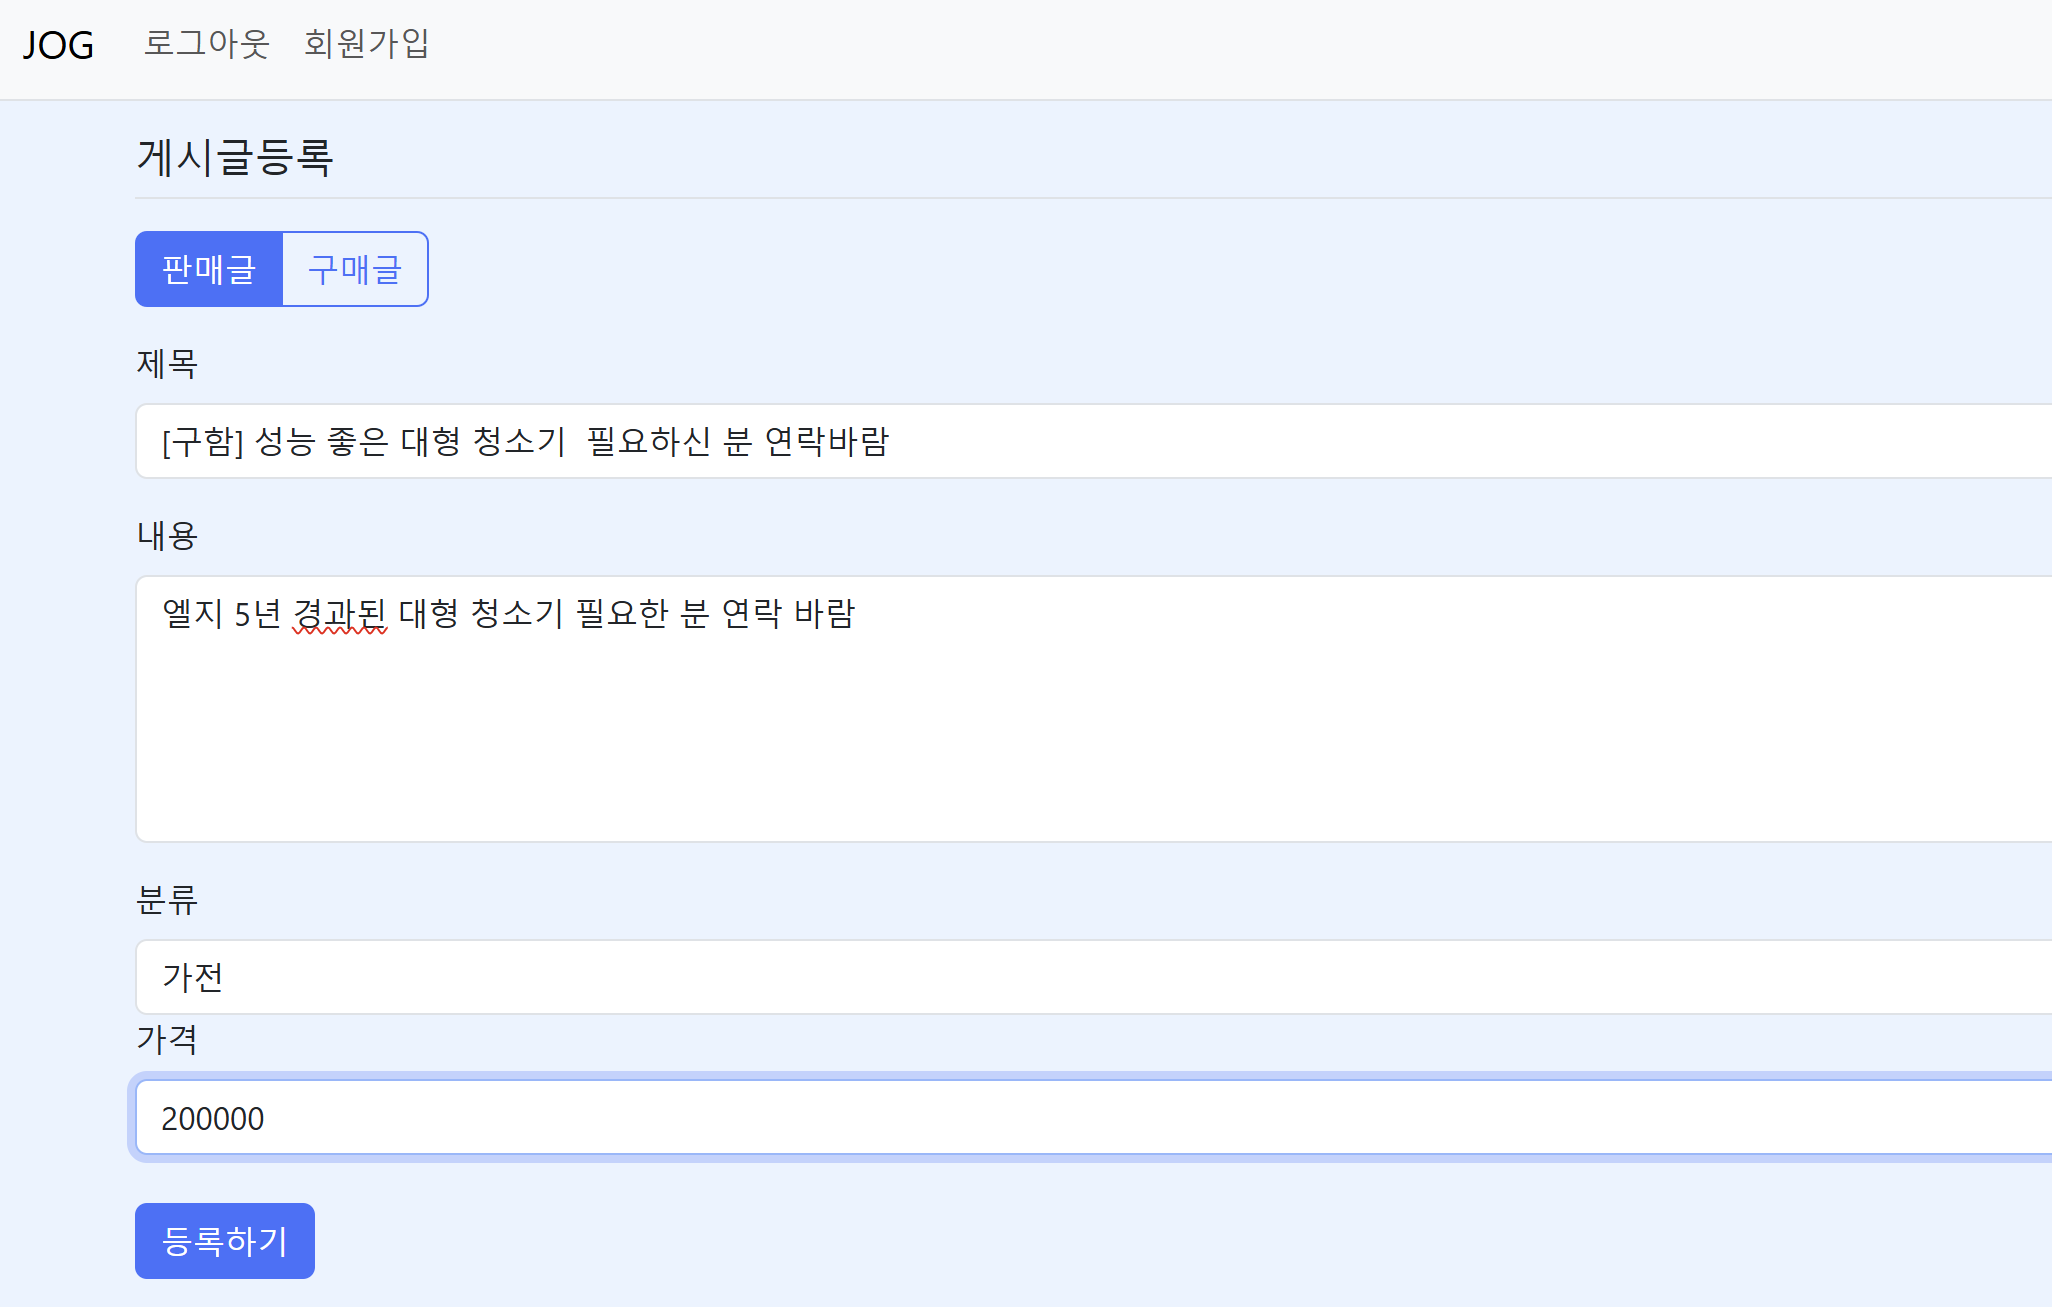 JOG 로그아웃 회원가입
게시글등록
판매글 구매글
제목
[구함] 성능 좋은 대형 청소기  필요하신 분 연락바람
내용
엘지 5년 경과된 대형 청소기 필요한 분 연락 바람
분류
가전
가격
200000
등록하기